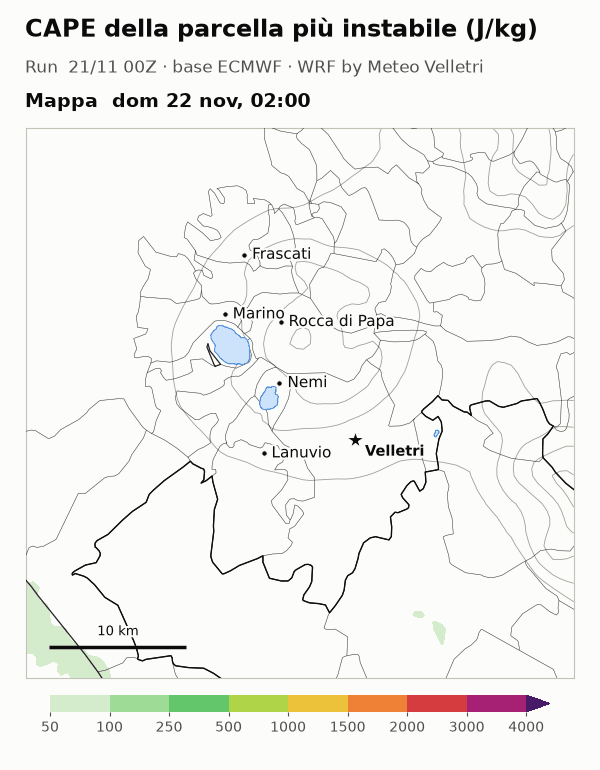 CAPE della parcella più instabile (J/kg)
Run  21/11 00Z · base ECMWF · WRF by Meteo Velletri
Mappa  dom 22 nov, 02:00
Frascati
Marino
Rocca di Papa
Nemi
Velletri
Lanuvio
10 km
50 100 250 500 1000 1500 2000 3000 4000